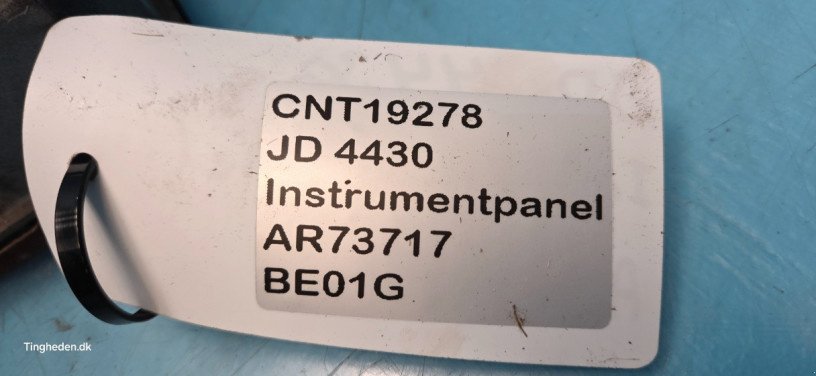 CNT19278
JD 4430
Instrumentpanel
AR73717
BE01G
Tingheden.dk